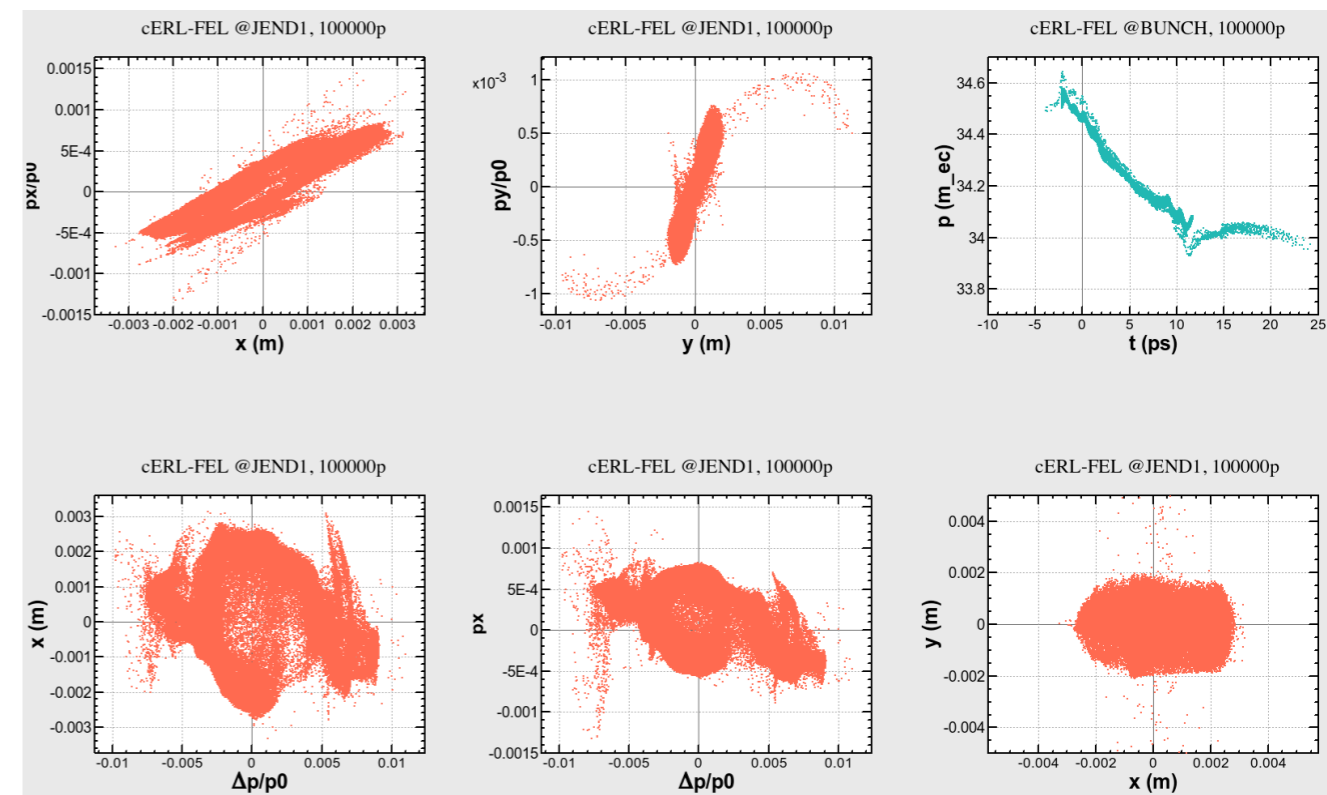 cERL-FEL @JEND1, 100000p
cERL-FEL @JEND1, 100000p
cERL-FEL @BUNCH, 100000p
0.0015
0.001
5E-4
0
-5E-4
-0.001
-0.0015
px/p0
-0.003 -0.002 -0.001 0 0.001 0.002 0.003
x (m)
x10⁻³
1
0.5
0
-0.5
-1
py/p0
-0.01 -0.005 0 0.005 0.01
y (m)
34.6
34.4
34.2
34
33.8
p (m_ec)
-10 -5 0 5 10 15 20 25
t (ps)
cERL-FEL @JEND1, 100000p
cERL-FEL @JEND1, 100000p
cERL-FEL @JEND1, 100000p
0.003
0.002
0.001
0
-0.001
-0.002
-0.003
x (m)
-0.01 -0.005 0 0.005 0.01
Δp/p0
0.0015
0.001
5E-4
0
-5E-4
-0.001
-0.0015
px
-0.01 -0.005 0 0.005 0.01
Δp/p0
0.004
0.002
0
-0.002
-0.004
y (m)
-0.004 -0.002 0 0.002 0.004
x (m)